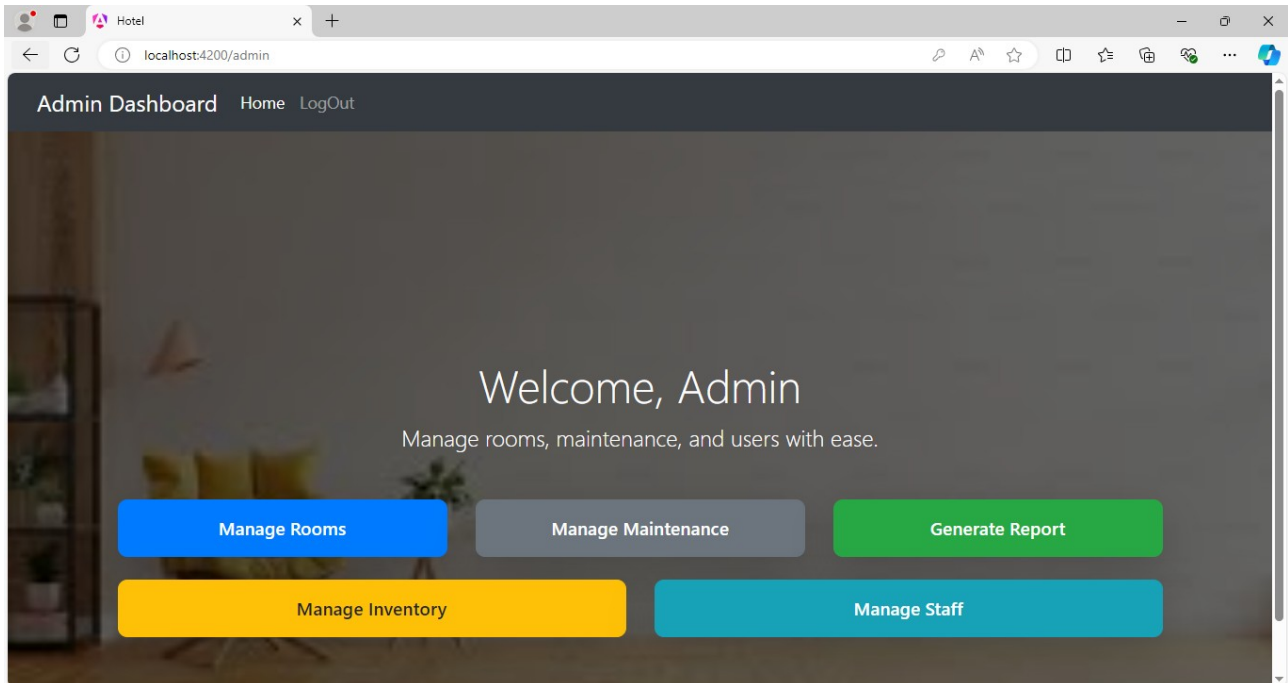 Hotel
localhost:4200/admin
Admin Dashboard Home LogOut
Welcome, Admin
Manage rooms, maintenance, and users with ease.
Manage Rooms Manage Maintenance Generate Report
Manage Inventory Manage Staff